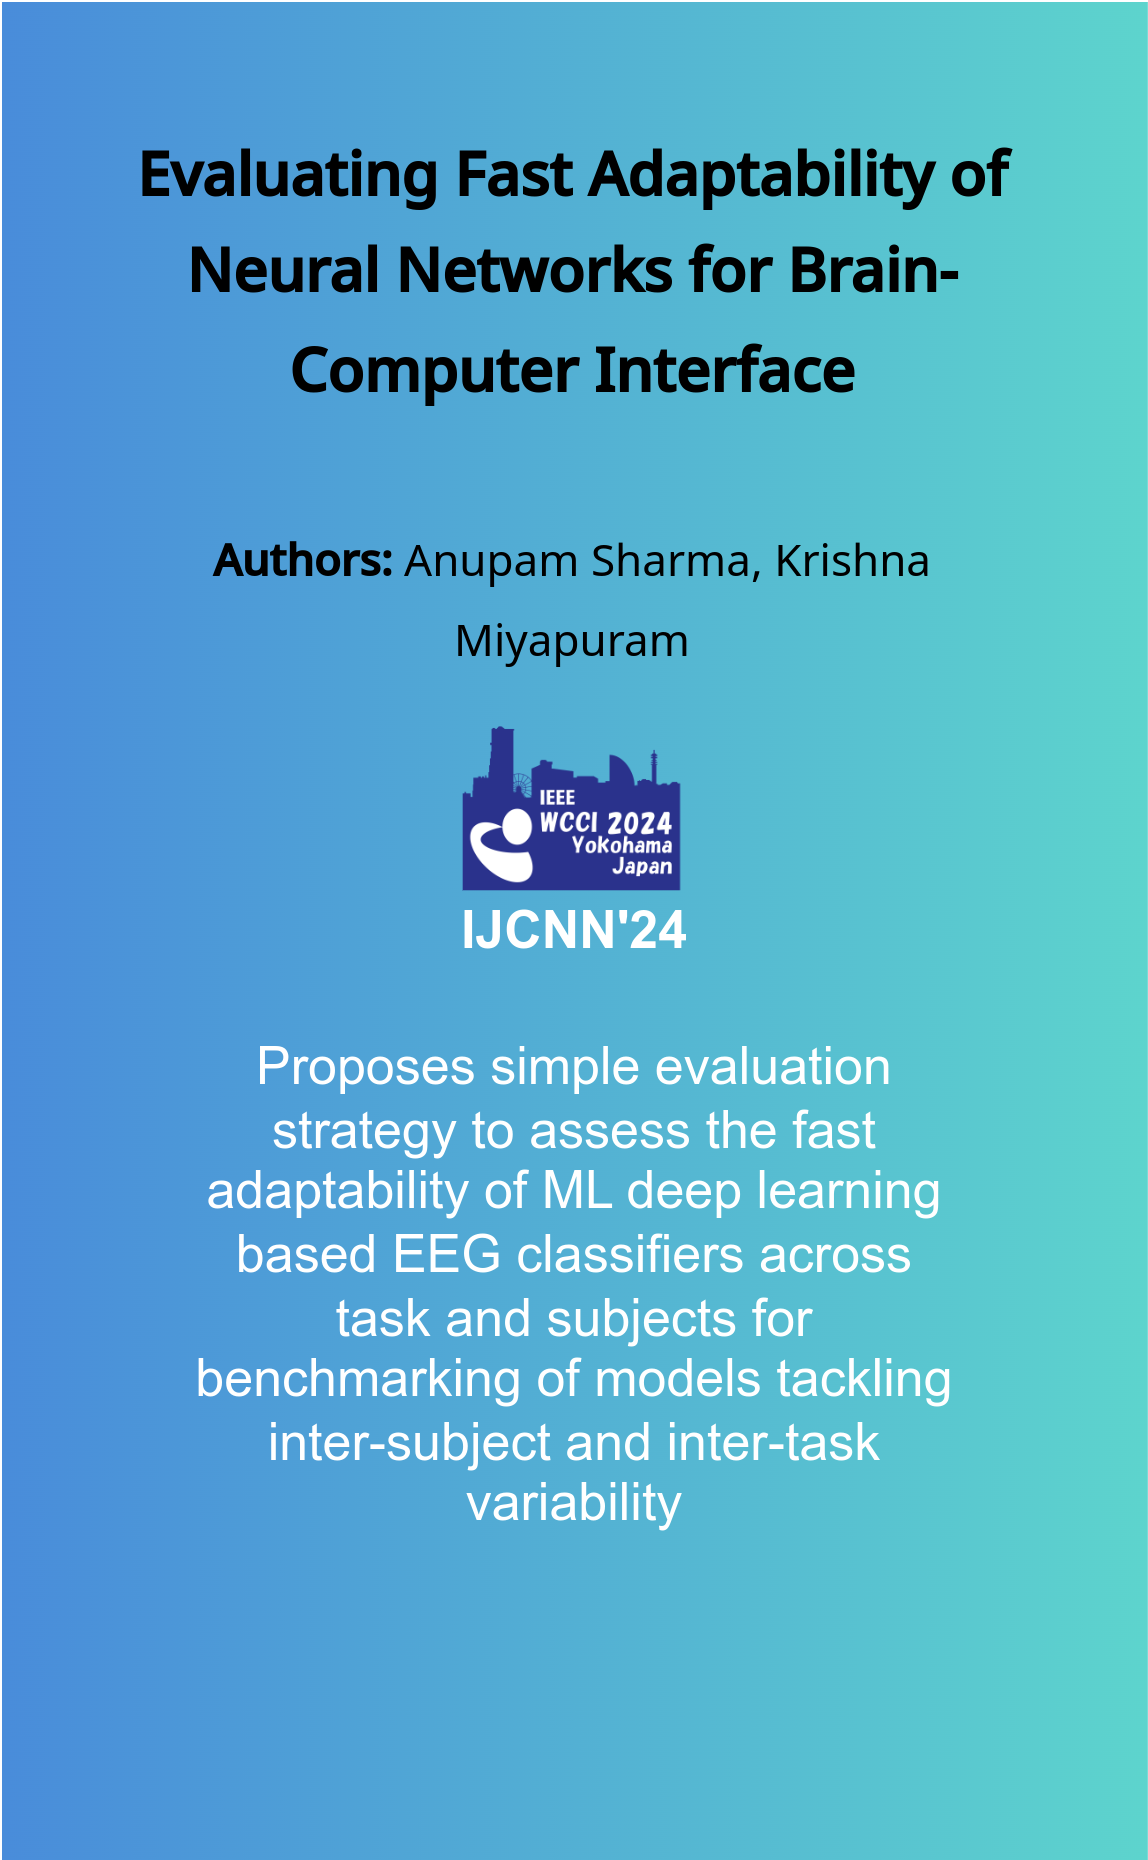 Evaluating Fast Adaptability of
Neural Networks for Brain-
Computer Interface
Authors: Anupam Sharma, Krishna
Miyapuram
IEEE
WCCI 2024
Yokohama
Japan
IJCNN'24
Proposes simple evaluation
strategy to assess the fast
adaptability of ML deep learning
based EEG classifiers across
task and subjects for
benchmarking of models tackling
inter-subject and inter-task
variability